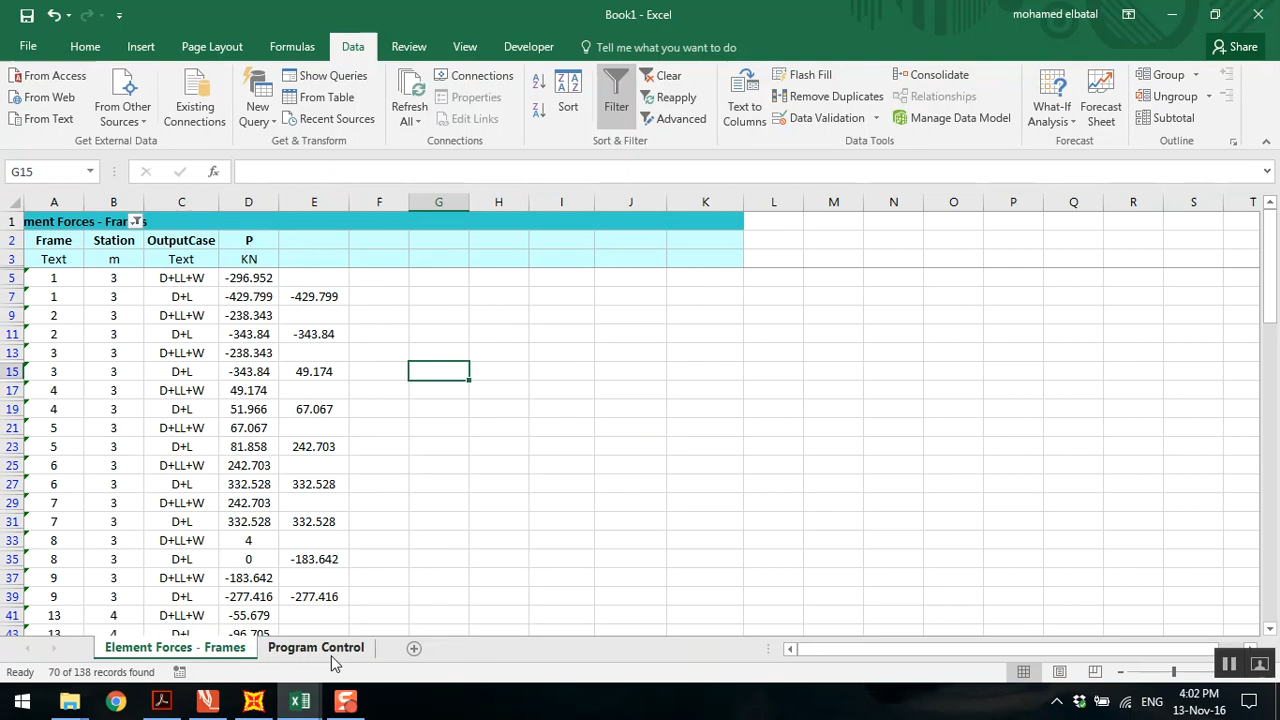 Book1 - Excel
mohamed elbatal
File Home Insert Page Layout Formulas Data Review View Developer Tell me what you want to do Share
From Access
From Web
From Text
From Other Sources
Existing Connections
Get External Data
New Query
Show Queries
From Table
Recent Sources
Get & Transform
Refresh All
Connections
Properties
Edit Links
Connections
Sort
Filter
Clear
Reapply
Advanced
Sort & Filter
Text to Columns
Flash Fill
Remove Duplicates
Data Validation
Consolidate
Relationships
Manage Data Model
Data Tools
What-If Analysis
Forecast Sheet
Forecast
Group
Ungroup
Subtotal
Outline
G15
fx
A B C D E F G H I J K L M N O P Q R S T
1 ment Forces - Frames
2 Frame Station OutputCase P
3 Text m Text KN
5 1 3 D+LL+W -296.952
7 1 3 D+L -429.799 -429.799
9 2 3 D+LL+W -238.343
11 2 3 D+L -343.84 -343.84
13 3 3 D+LL+W -238.343
15 3 3 D+L -343.84 49.174
17 4 3 D+LL+W 49.174
19 4 3 D+L 51.966 67.067
21 5 3 D+LL+W 67.067
23 5 3 D+L 81.858 242.703
25 6 3 D+LL+W 242.703
27 6 3 D+L 332.528 332.528
29 7 3 D+LL+W 242.703
31 7 3 D+L 332.528 332.528
33 8 3 D+LL+W 4
35 8 3 D+L 0 -183.642
37 9 3 D+LL+W -183.642
39 9 3 D+L -277.416 -277.416
41 13 4 D+LL+W -55.679
43 13 4 D+L -96.705
Element Forces - Frames Program Control
Ready 70 of 138 records found
ENG
4:02 PM
13-Nov-16